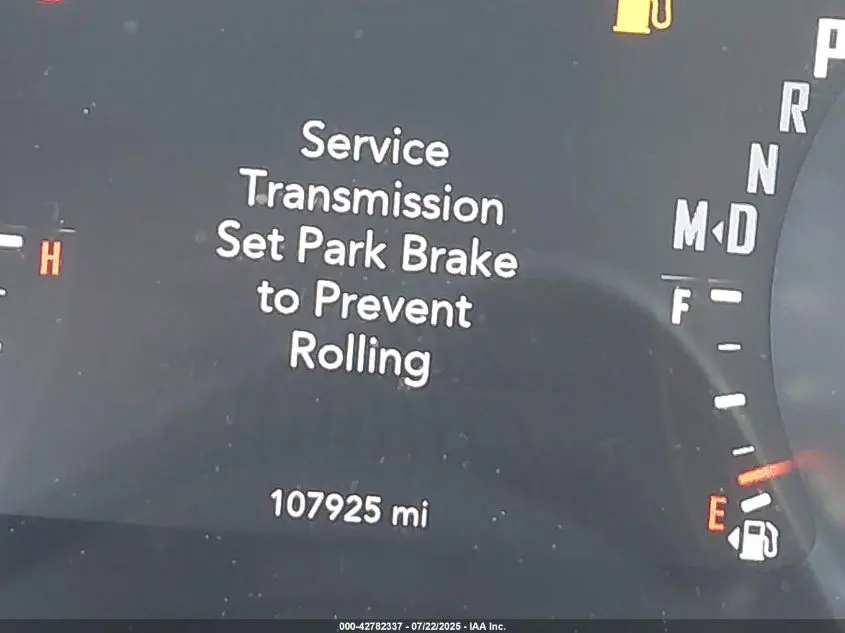 Service
Transmission
Set Park Brake
to Prevent
Rolling
107925 mi
H
P
R
N
M D
F
E
000-42782337 - 07/22/2025 - IAA Inc.